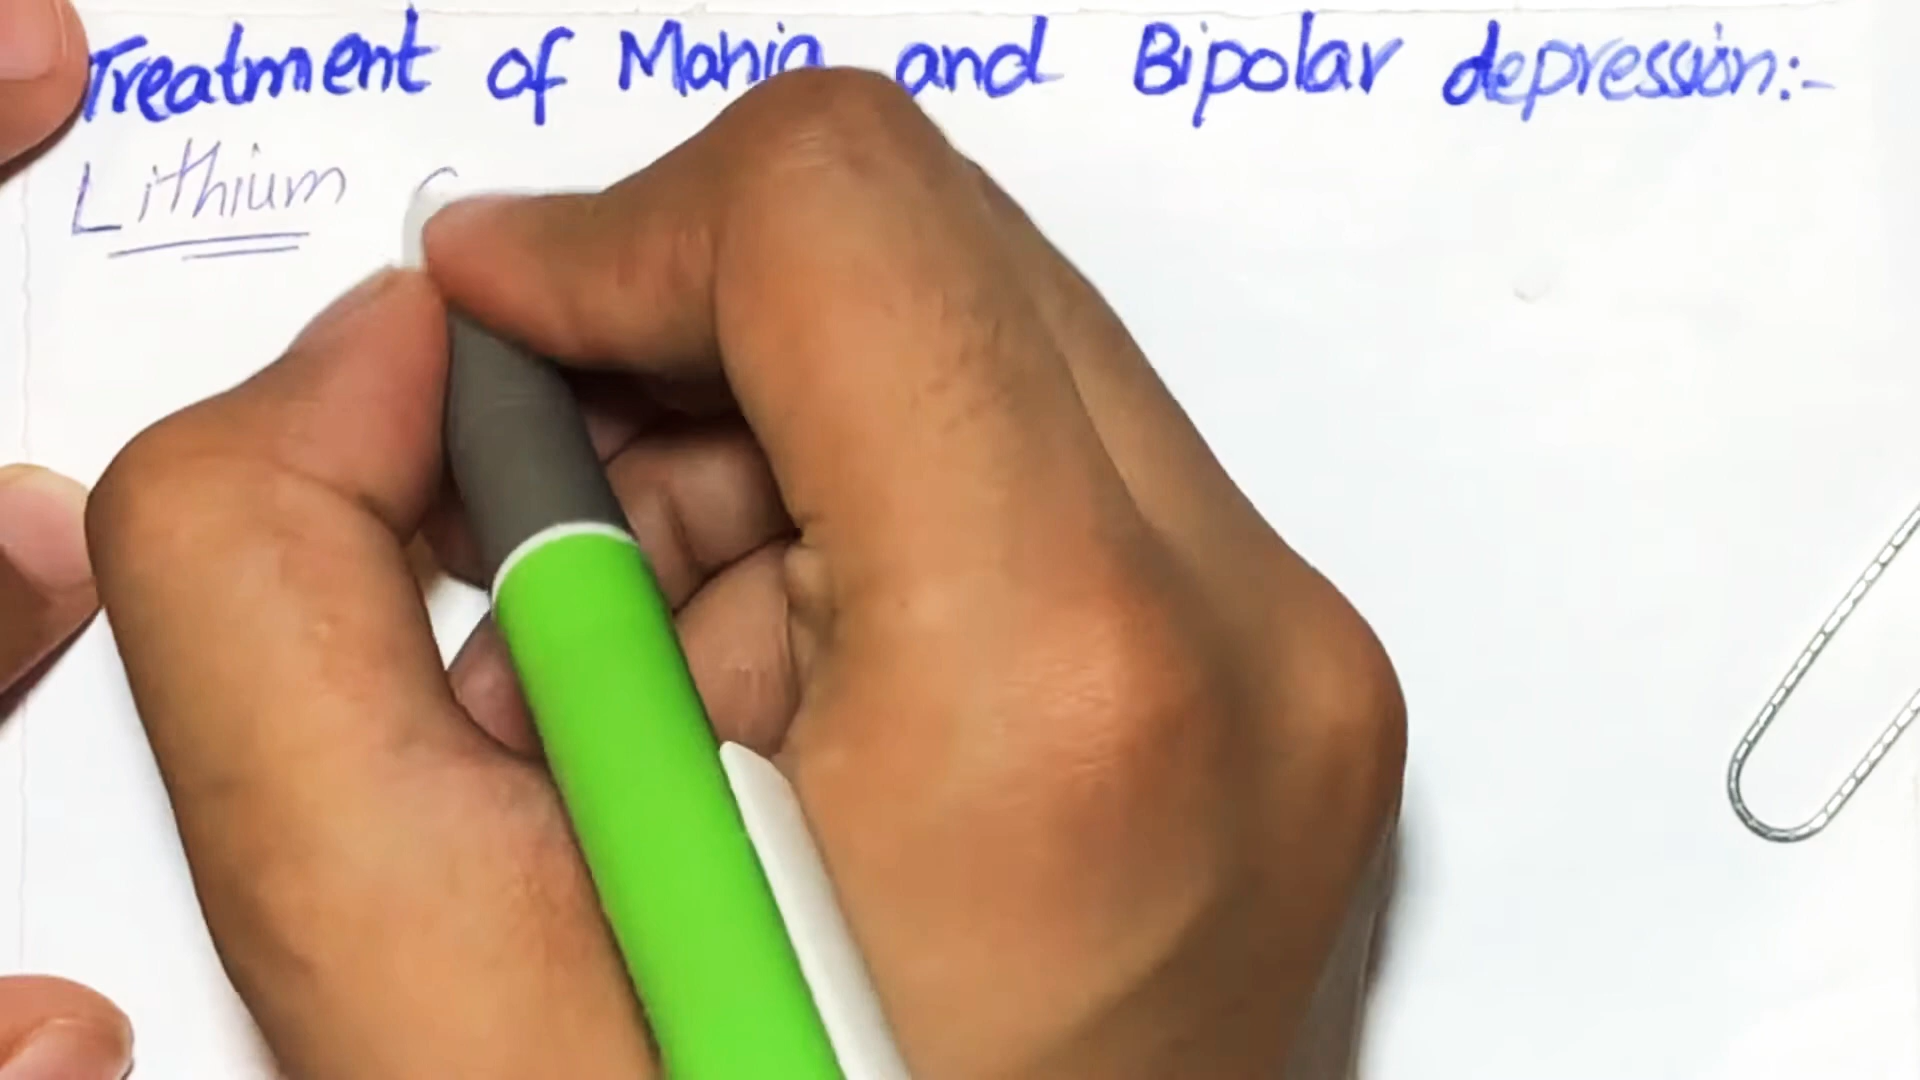 Treatment of Mania and Bipolar depression:-
Lithium